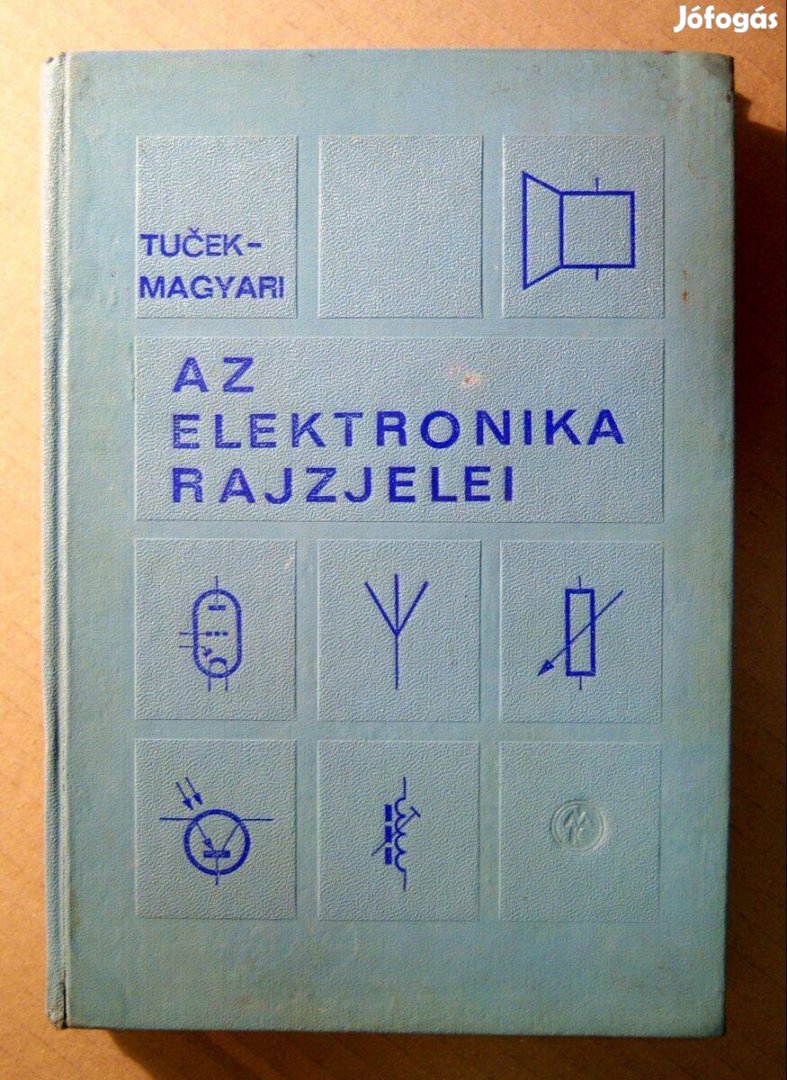 Jófogás
TUČEK-
MAGYARI
AZ
ELEKTRONIKA
RAJZJELEI